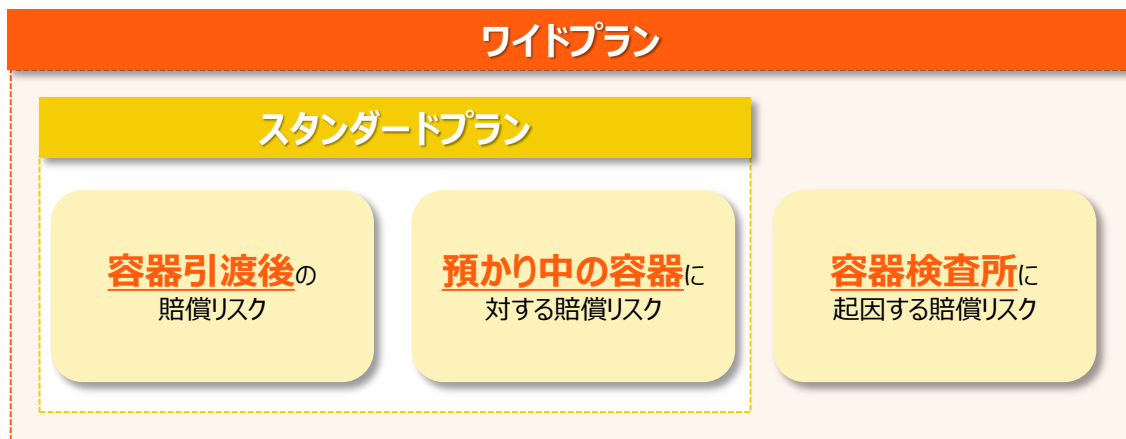 ワイドプラン
スタンダードプラン
容器引渡後の
賠償リスク
預かり中の容器に
対する賠償リスク
容器検査所に
起因する賠償リスク